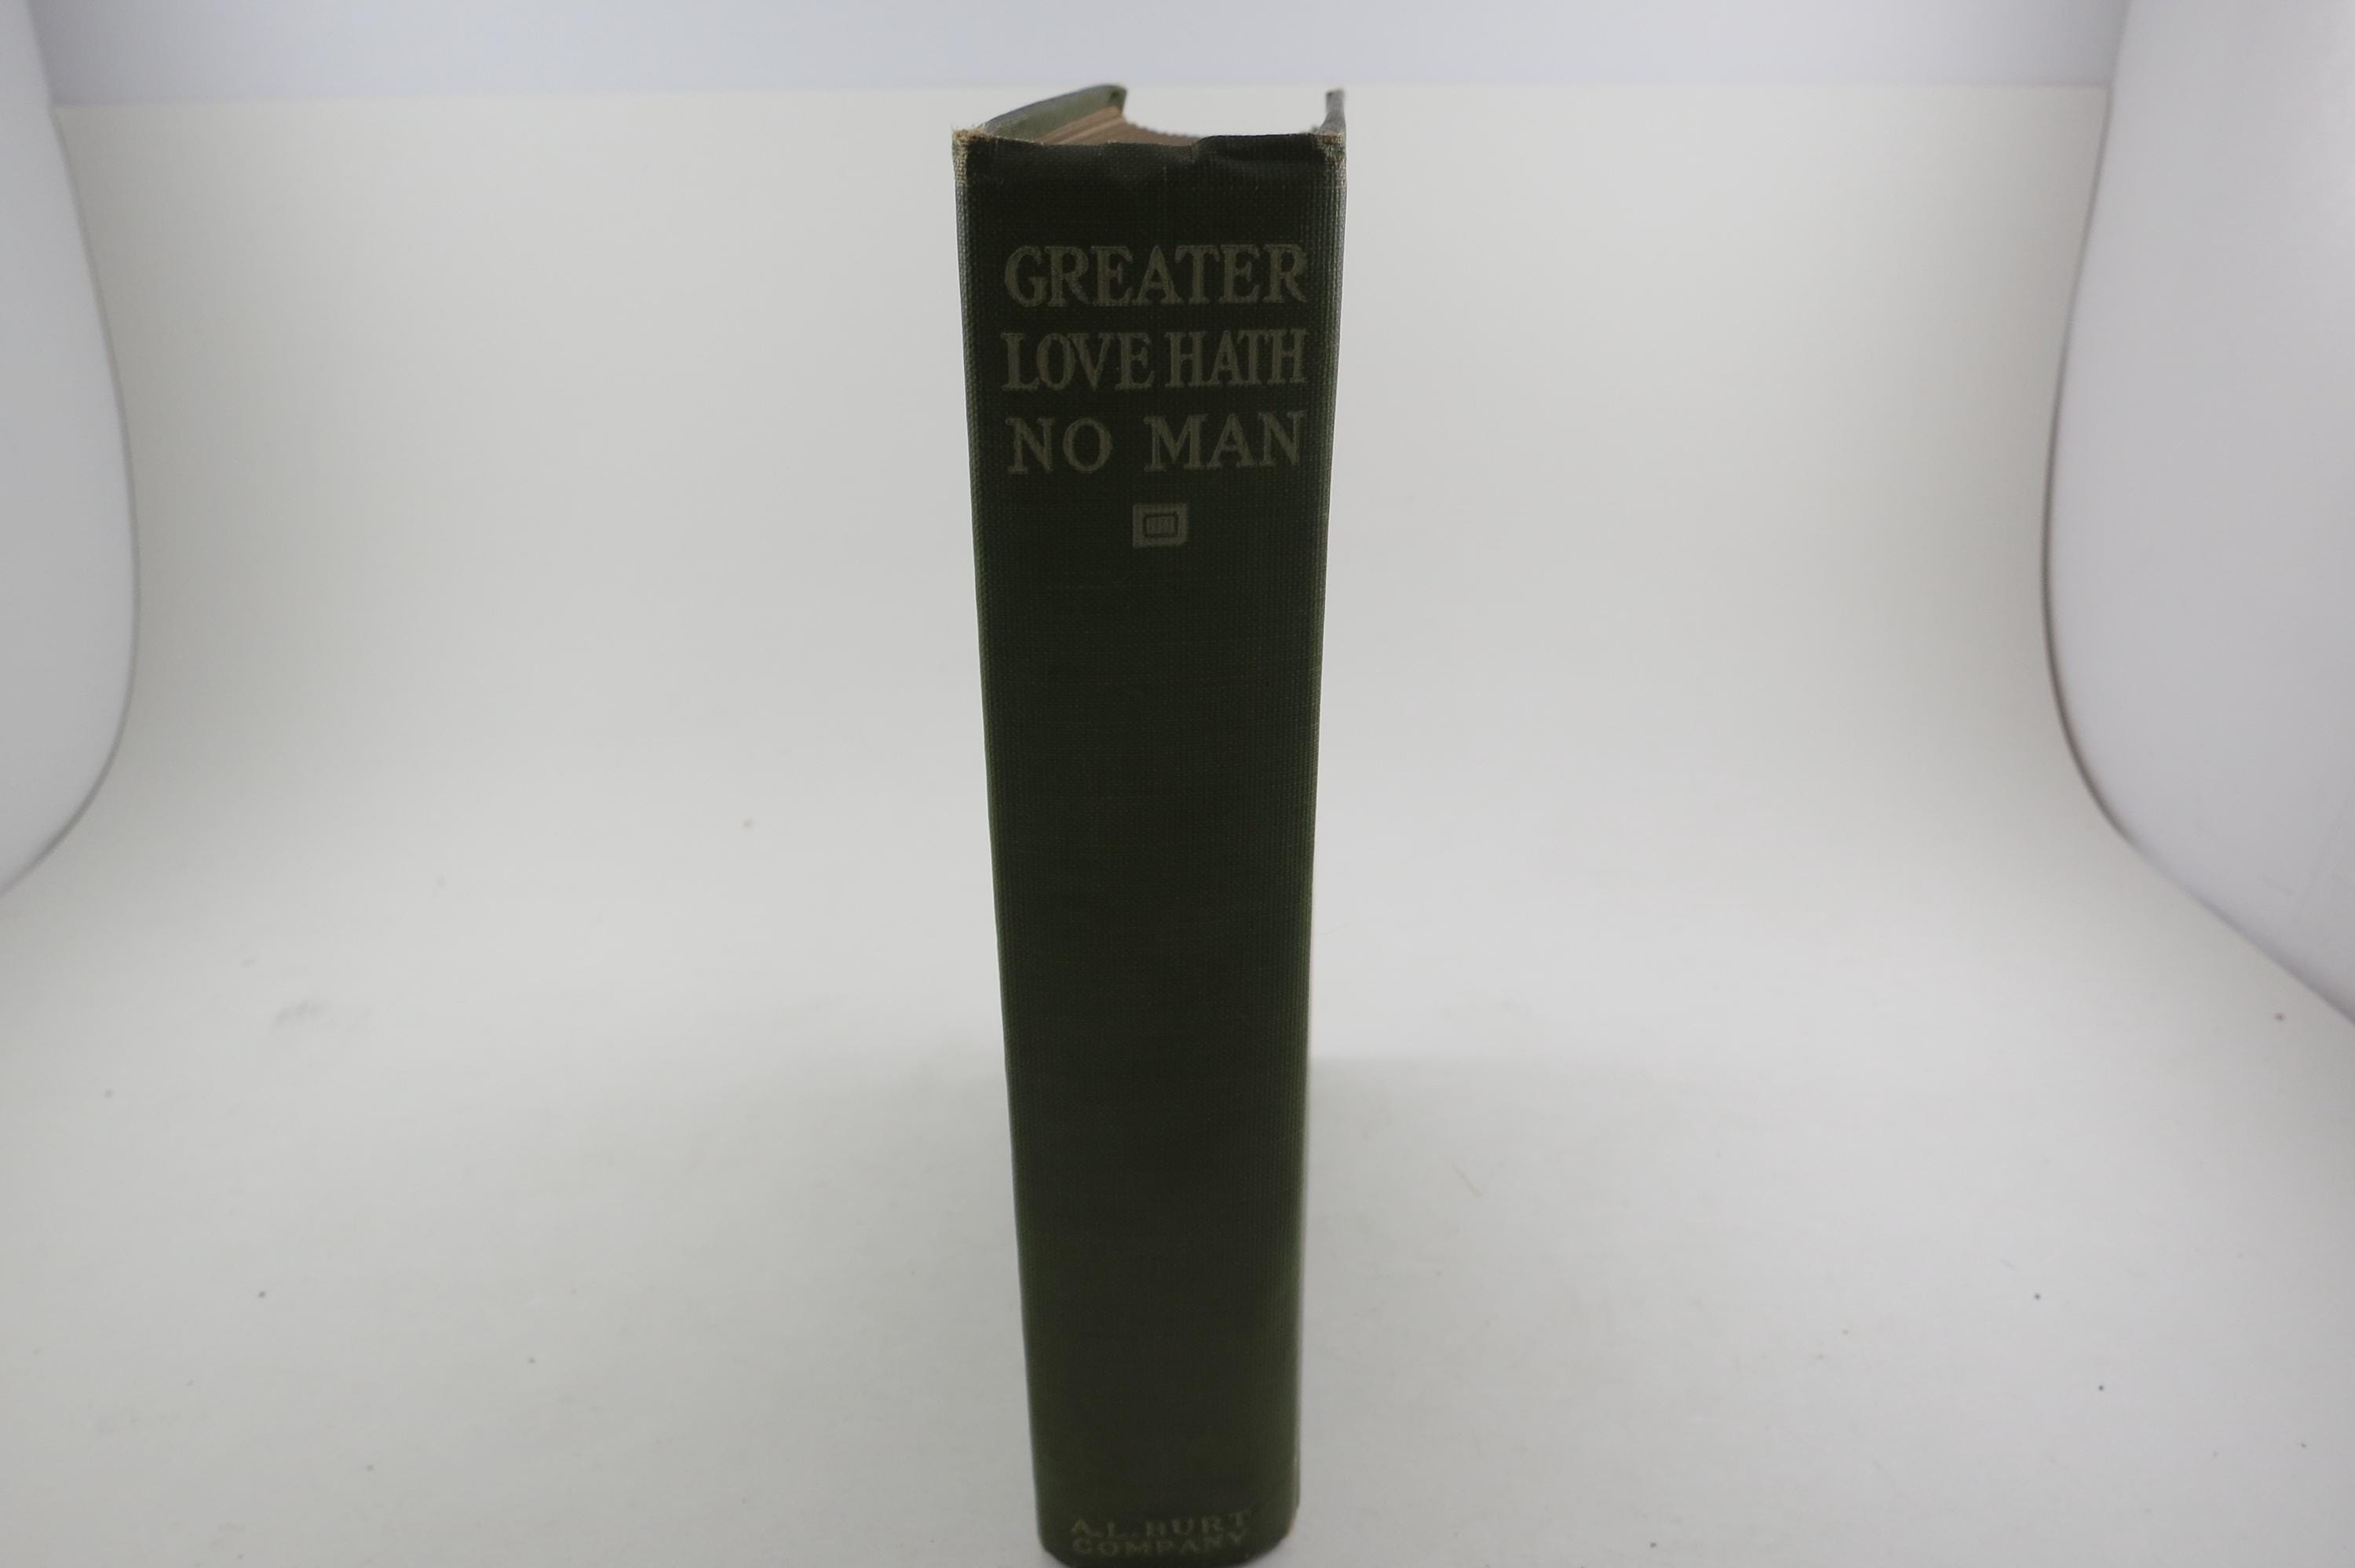 GREATER
LOVE HATH
NO MAN
A.L. BURT
COMPANY